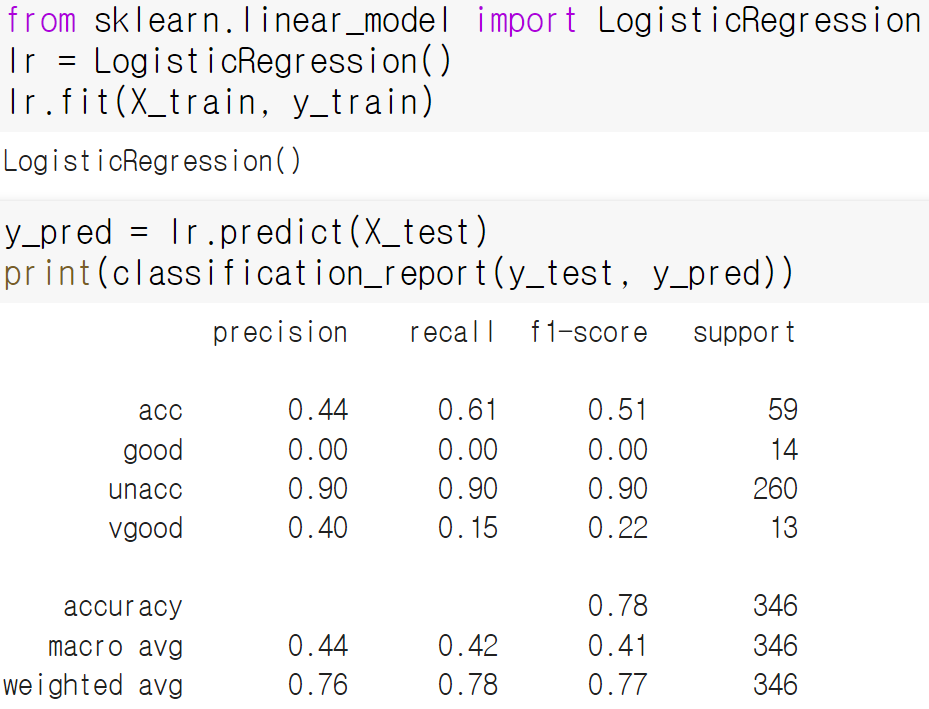 from sklearn.linear_model import LogisticRegression
lr = LogisticRegression()
lr.fit(X_train, y_train)
LogisticRegression()
y_pred = lr.predict(X_test)
print(classification_report(y_test, y_pred))
precision recall f1-score support
acc 0.44 0.61 0.51 59
good 0.00 0.00 0.00 14
unacc 0.90 0.90 0.90 260
vgood 0.40 0.15 0.22 13
accuracy 0.78 346
macro avg 0.44 0.42 0.41 346
weighted avg 0.76 0.78 0.77 346